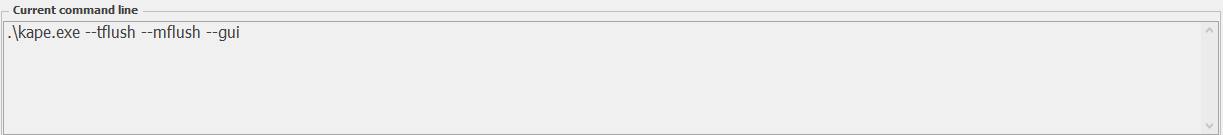 Current command line
.\kape.exe --tflush --mflush --gui